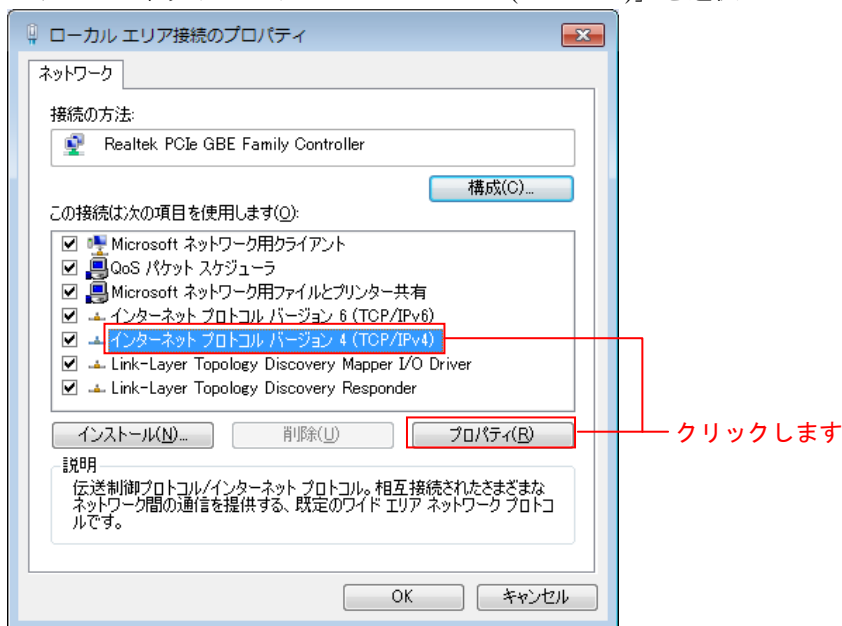 ローカル エリア接続のプロパティ
ネットワーク
接続の方法:
Realtek PCIe GBE Family Controller
構成(C)...
この接続は次の項目を使用します(O):
Microsoft ネットワーク用クライアント
QoS パケット スケジューラ
Microsoft ネットワーク用ファイルとプリンター共有
インターネット プロトコル バージョン 6 (TCP/IPv6)
インターネット プロトコル バージョン 4 (TCP/IPv4)
Link-Layer Topology Discovery Mapper I/O Driver
Link-Layer Topology Discovery Responder
インストール(N)... 削除(U) プロパティ(R)
クリックします
説明
伝送制御プロトコル/インターネット プロトコル。相互接続されたさまざまな
ネットワーク間の通信を提供する、既定のワイド エリア ネットワーク プロトコ
ルです。
OK キャンセル